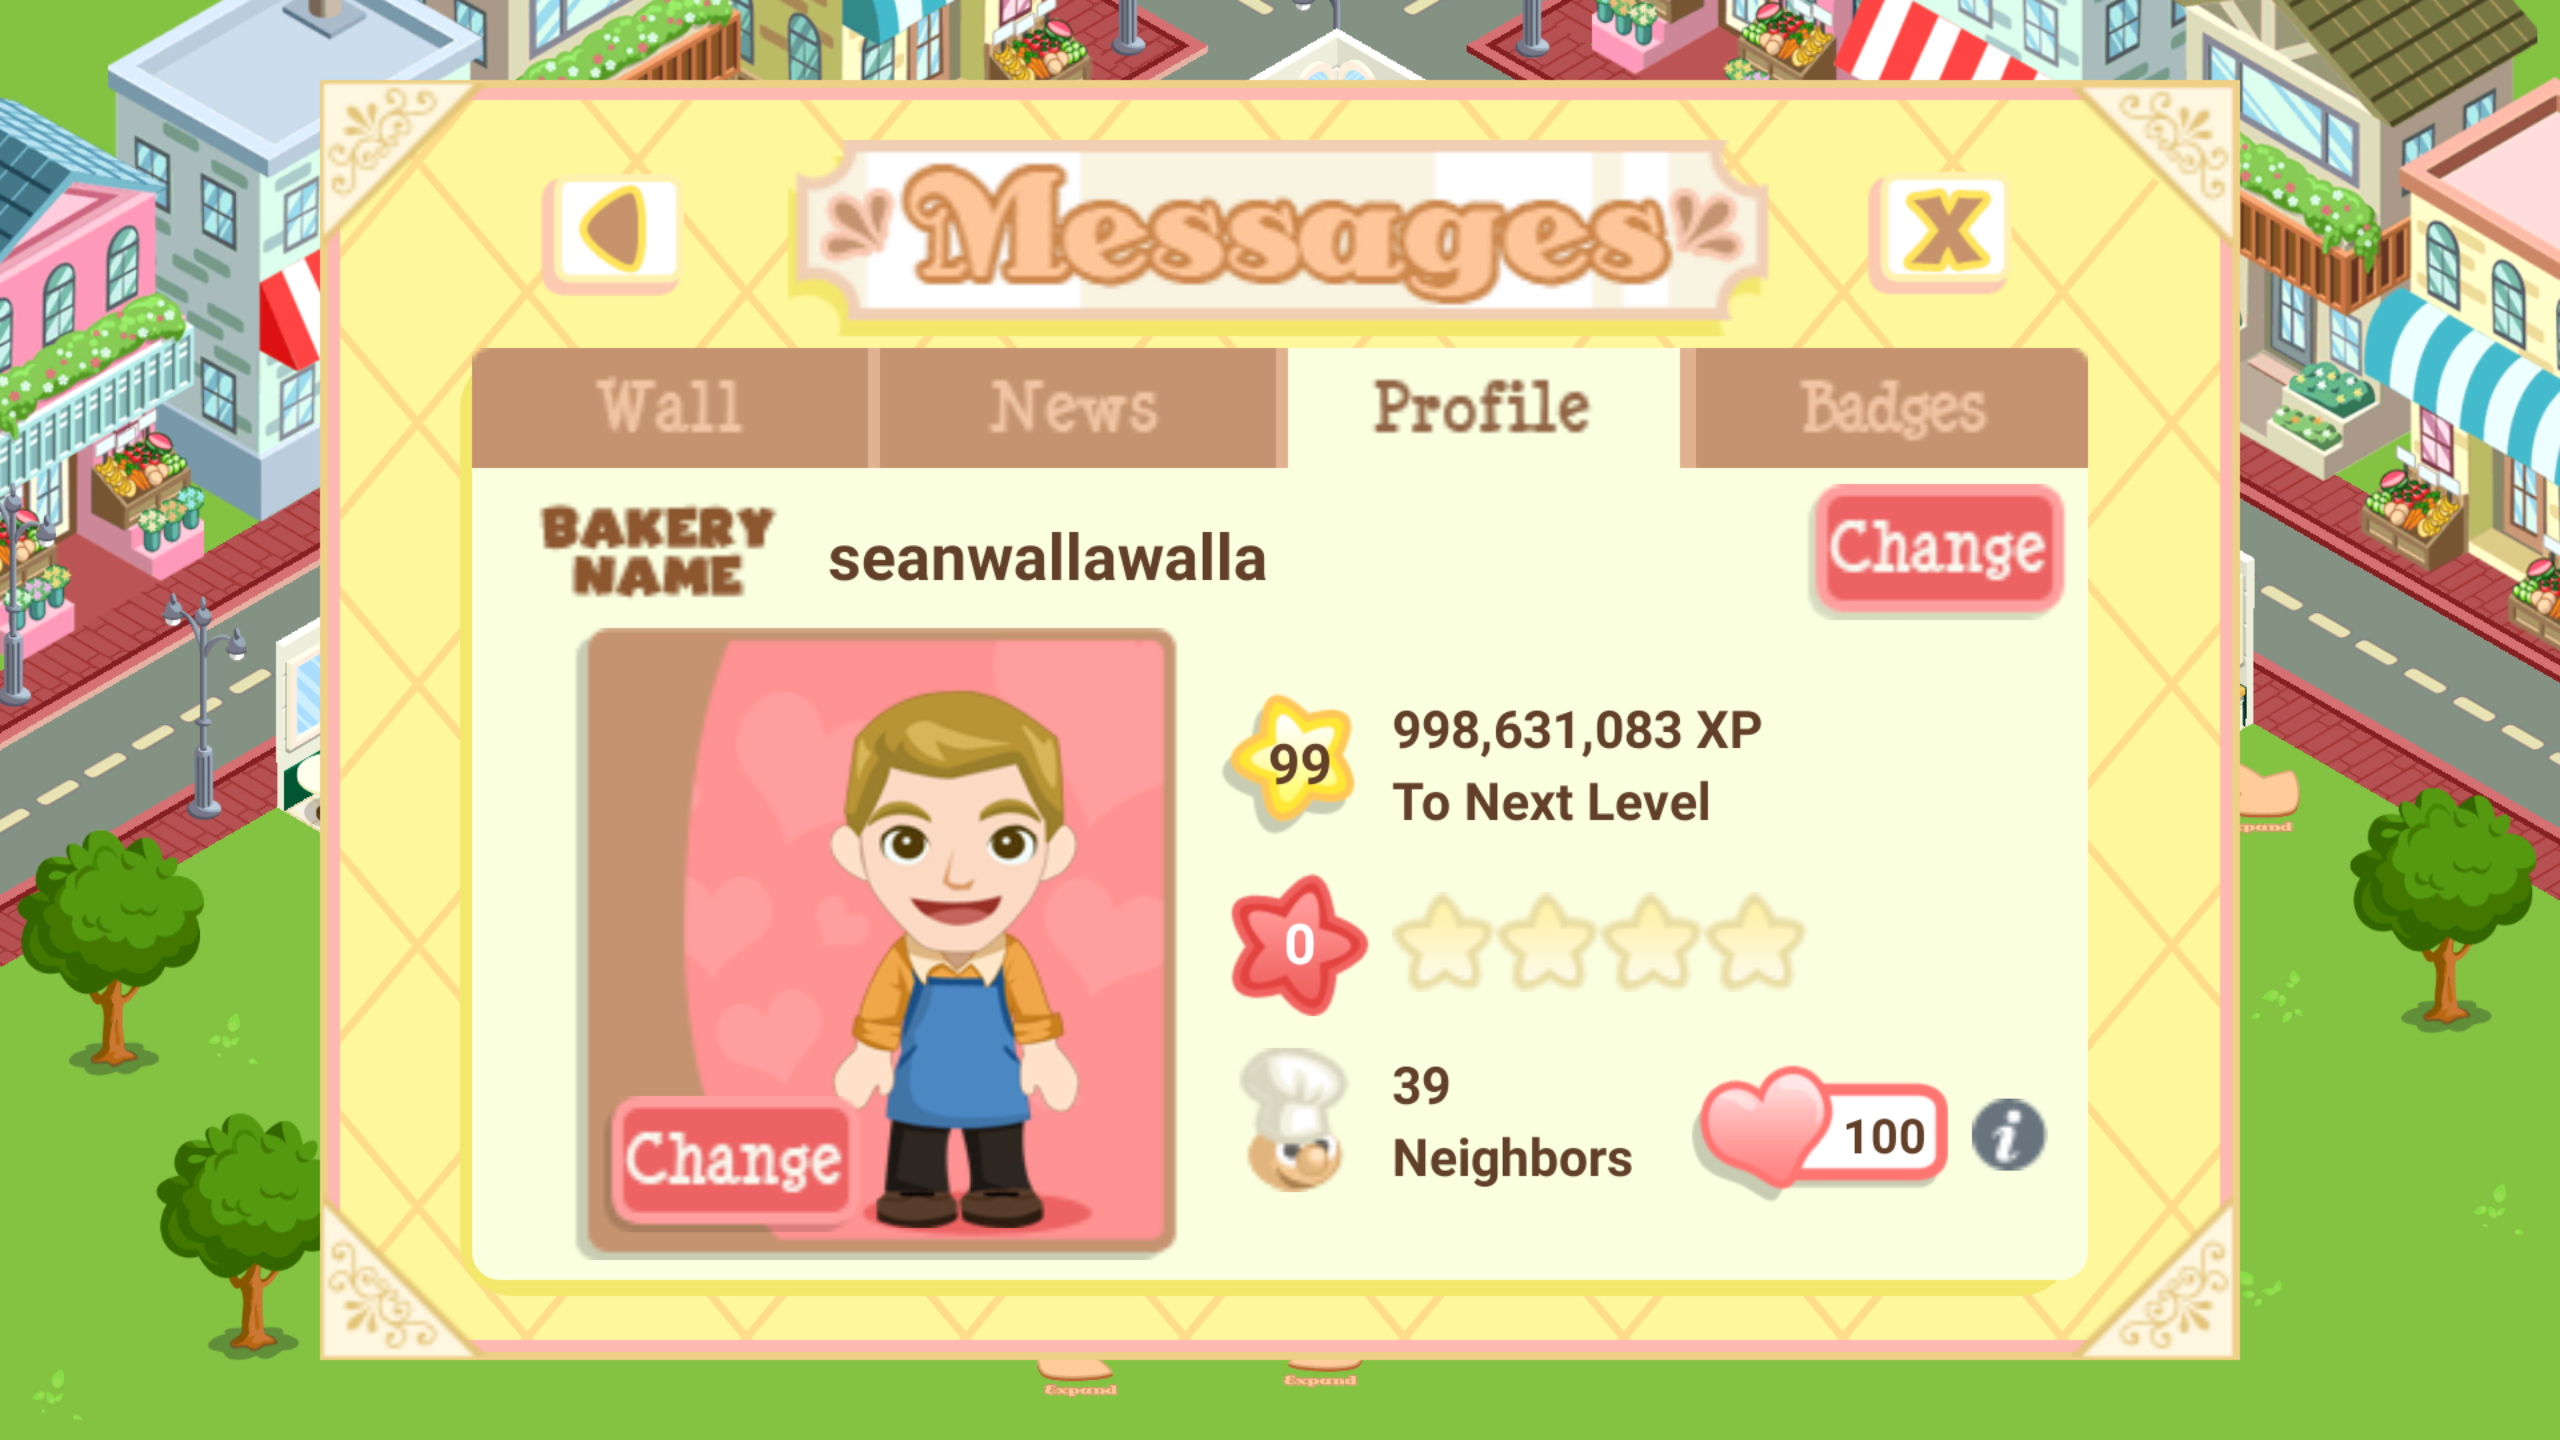 Messages
X
Wall
News
Profile
Badges
BAKERY
NAME
seanwallawalla
Change
99
998,631,083 XP
To Next Level
0
39
Neighbors
100
i
Change
pand
Expand
Expand